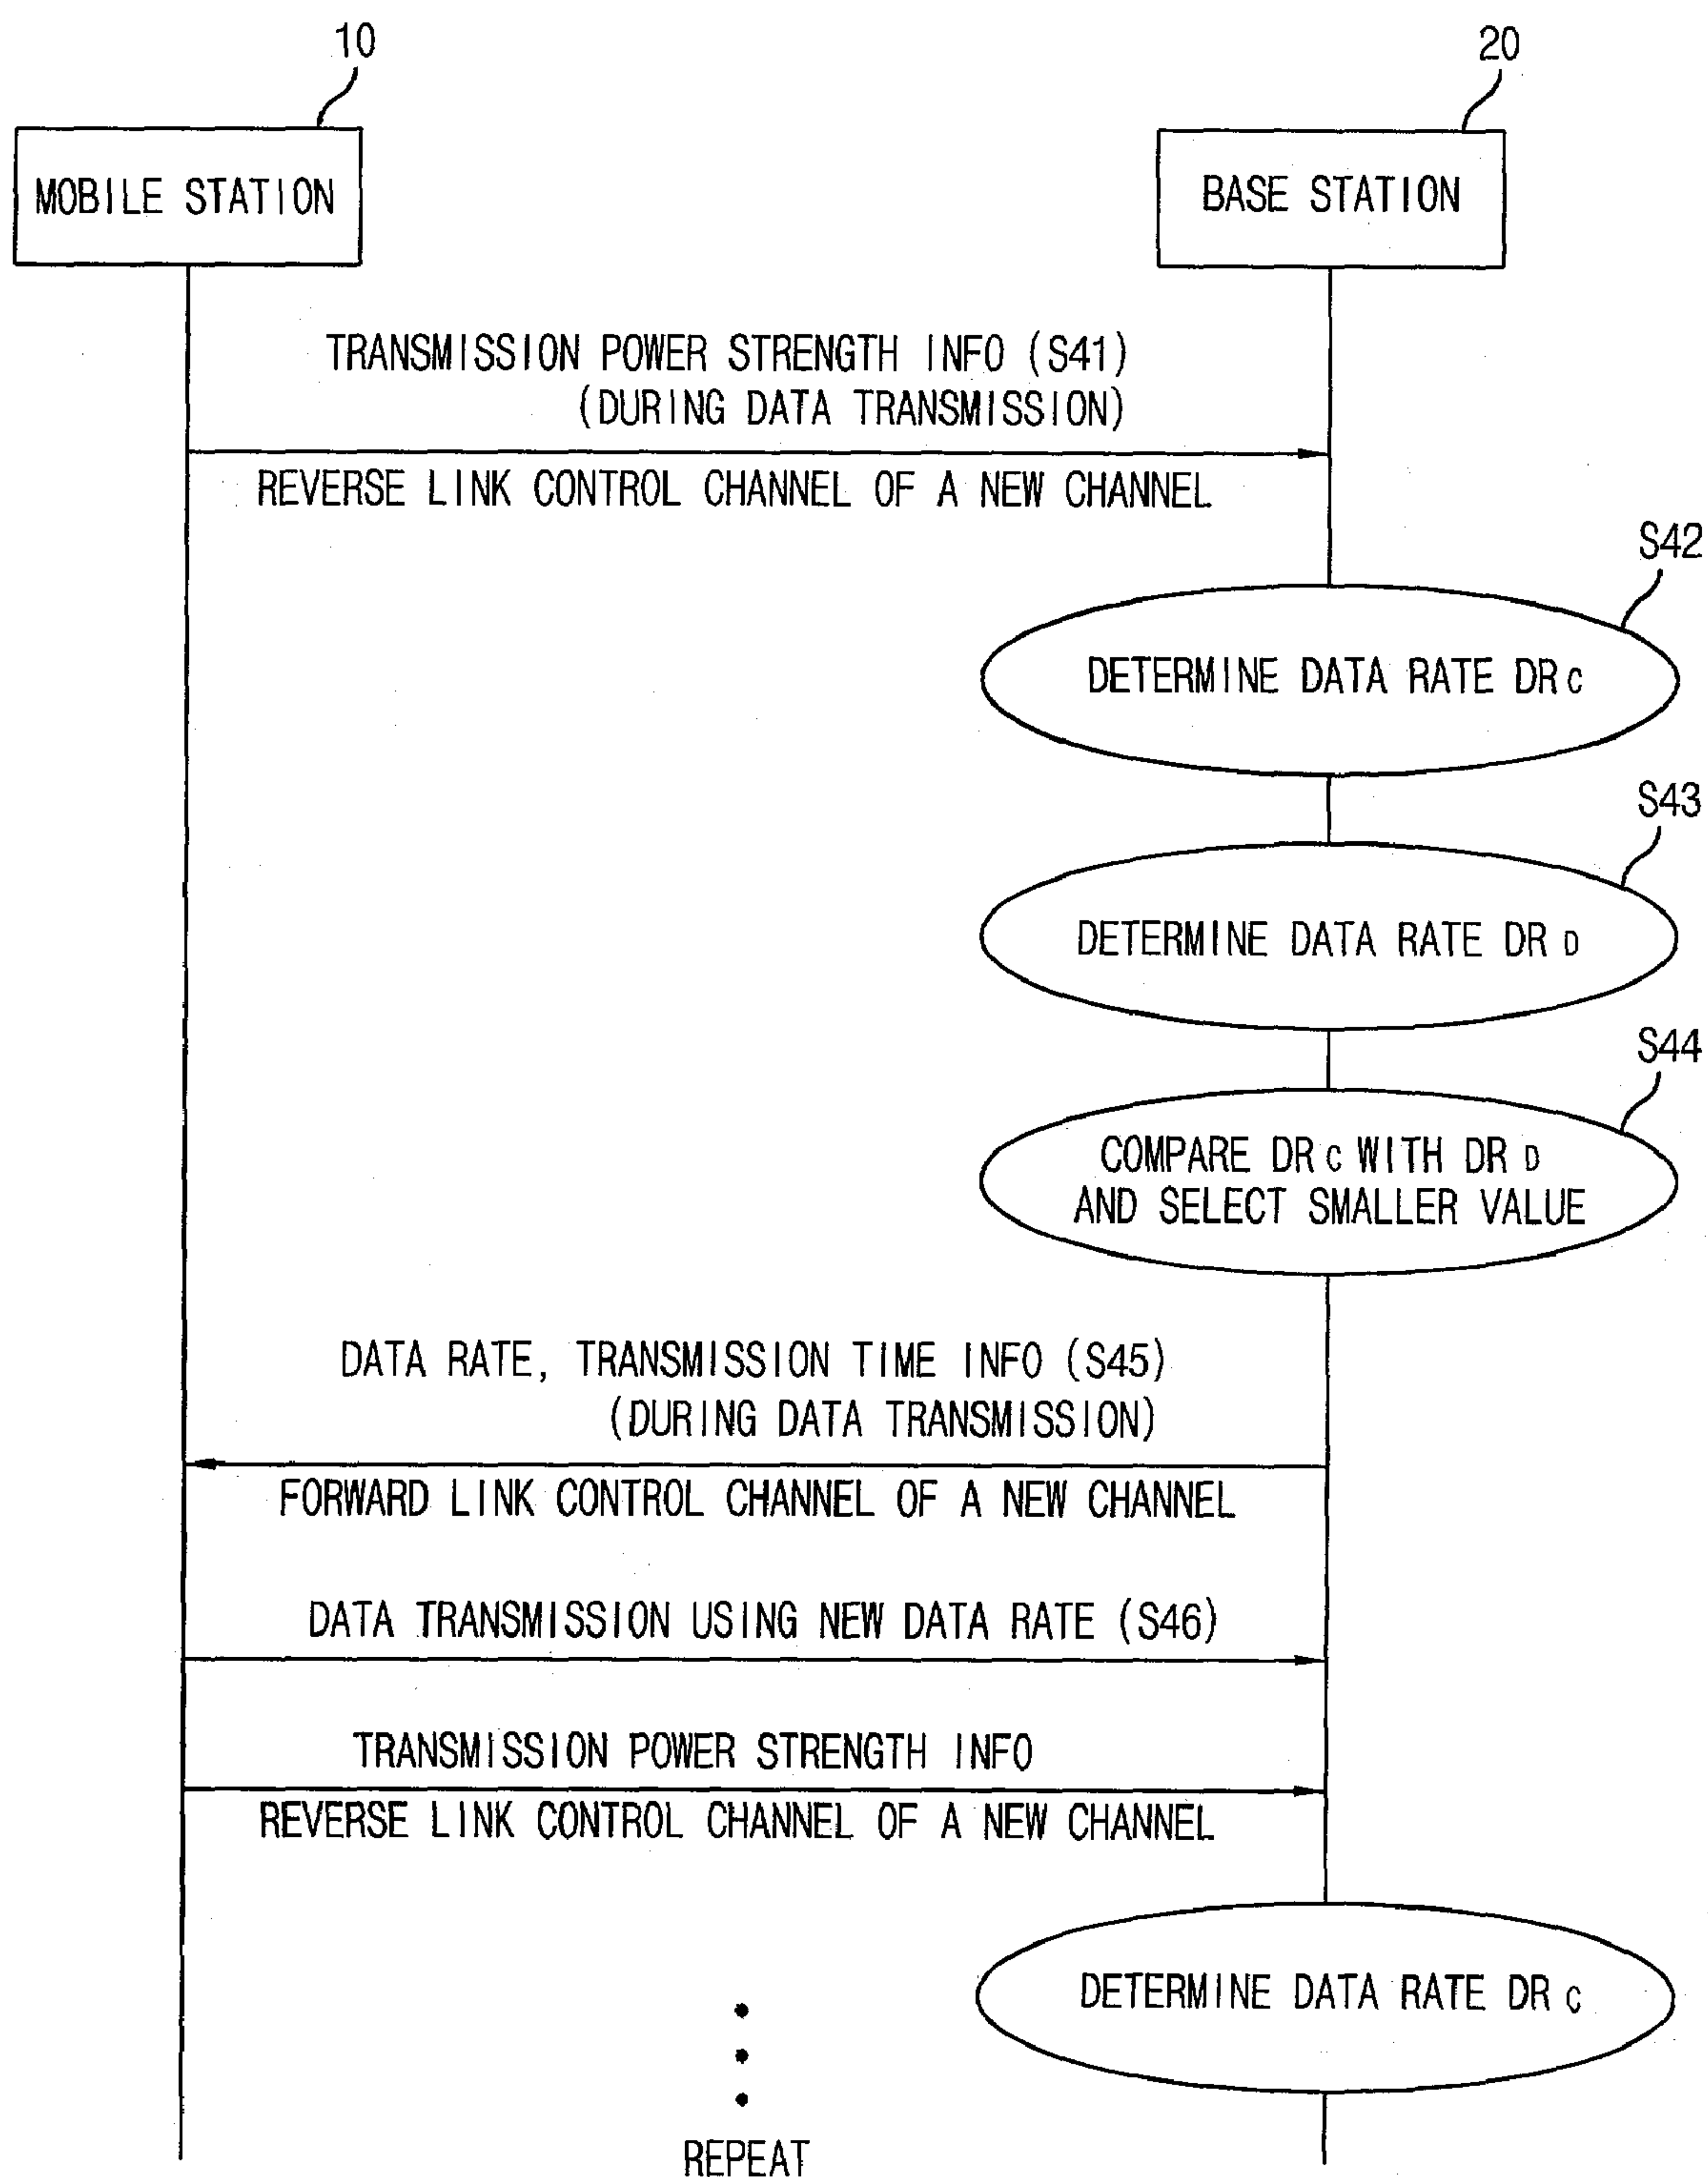 10
20
MOBILE STATION
BASE STATION
TRANSMISSION POWER STRENGTH INFO (S41)
(DURING DATA TRANSMISSION)
REVERSE LINK CONTROL CHANNEL OF A NEW CHANNEL
S42
DETERMINE DATA RATE DRC
S43
DETERMINE DATA RATE DR D
S44
COMPARE DRC WITH DR D
AND SELECT SMALLER VALUE
DATA RATE, TRANSMISSION TIME INFO (S45)
(DURING DATA TRANSMISSION)
FORWARD LINK CONTROL CHANNEL OF A NEW CHANNEL
DATA TRANSMISSION USING NEW DATA RATE (S46)
TRANSMISSION POWER STRENGTH INFO
REVERSE LINK CONTROL CHANNEL OF A NEW CHANNEL
DETERMINE DATA RATE DR C
REPEAT